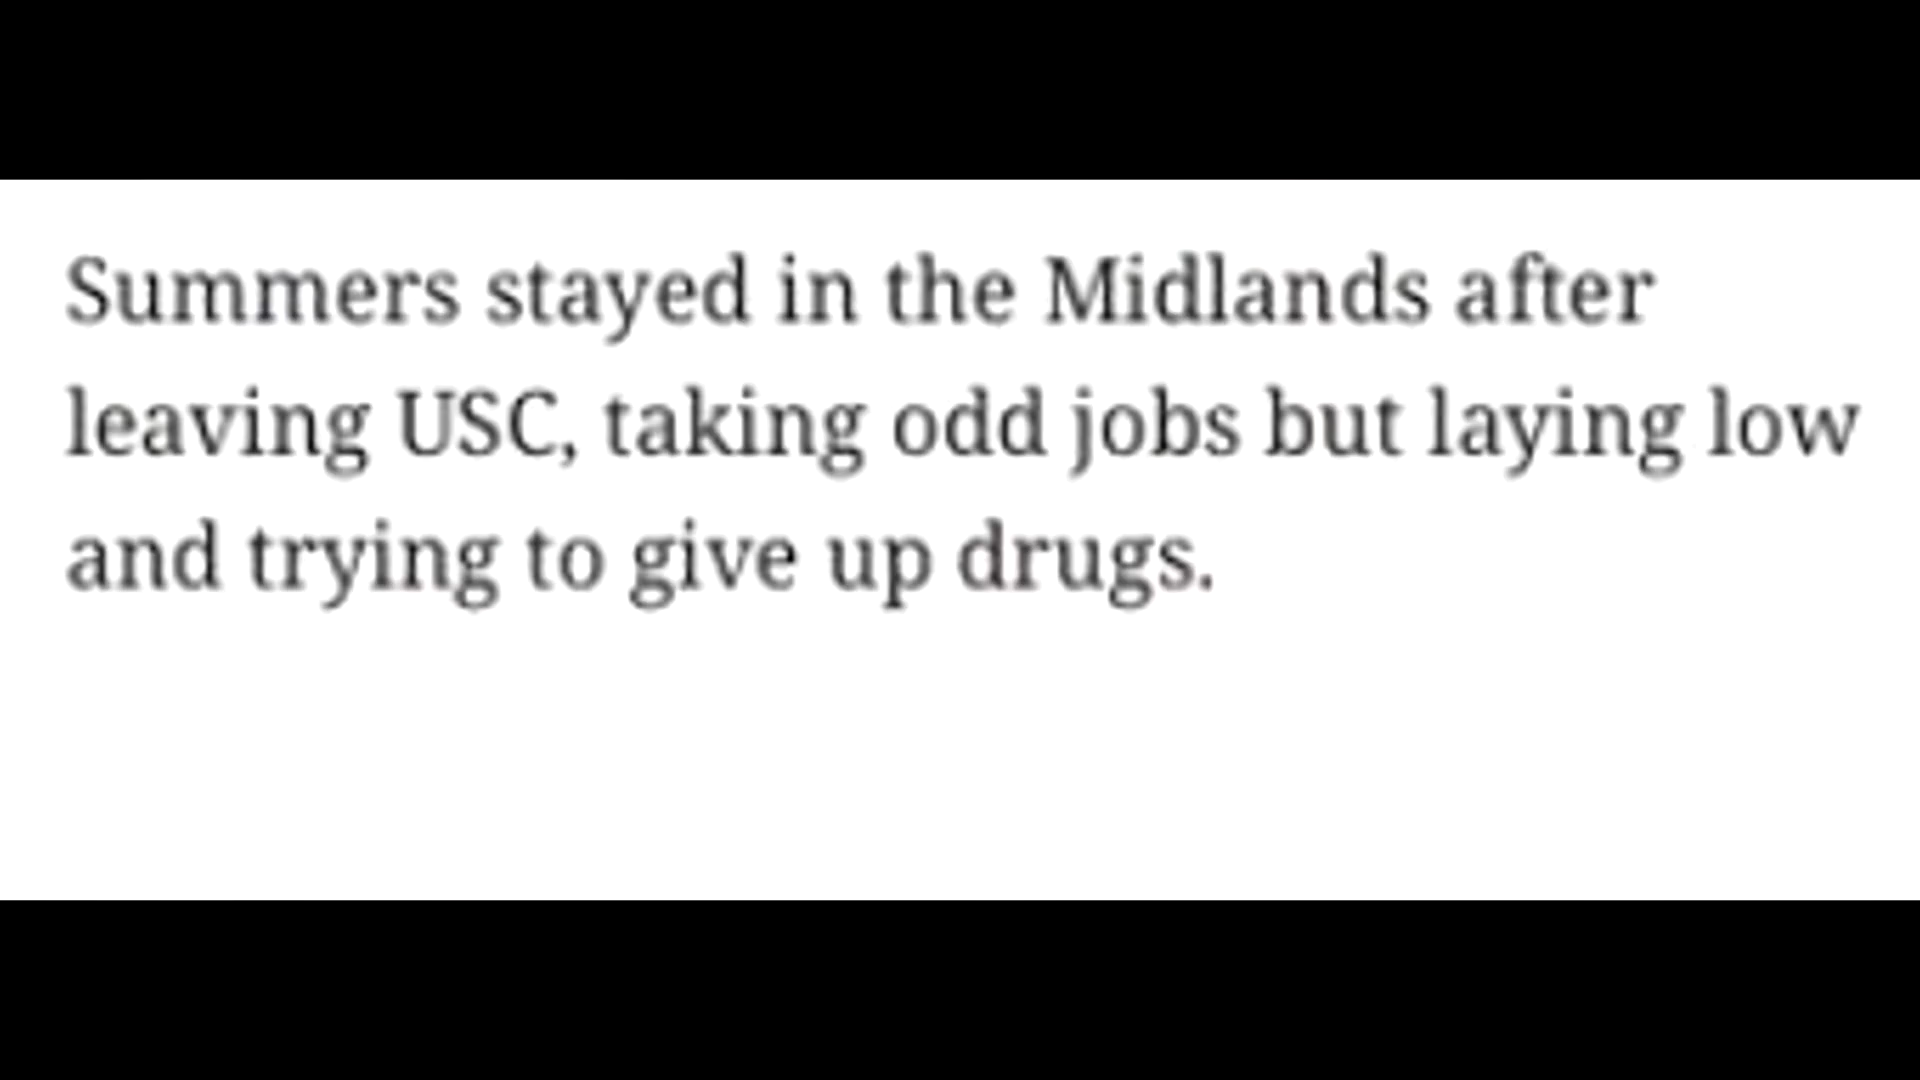 Summers stayed in the Midlands after
leaving USC, taking odd jobs but laying low
and trying to give up drugs.